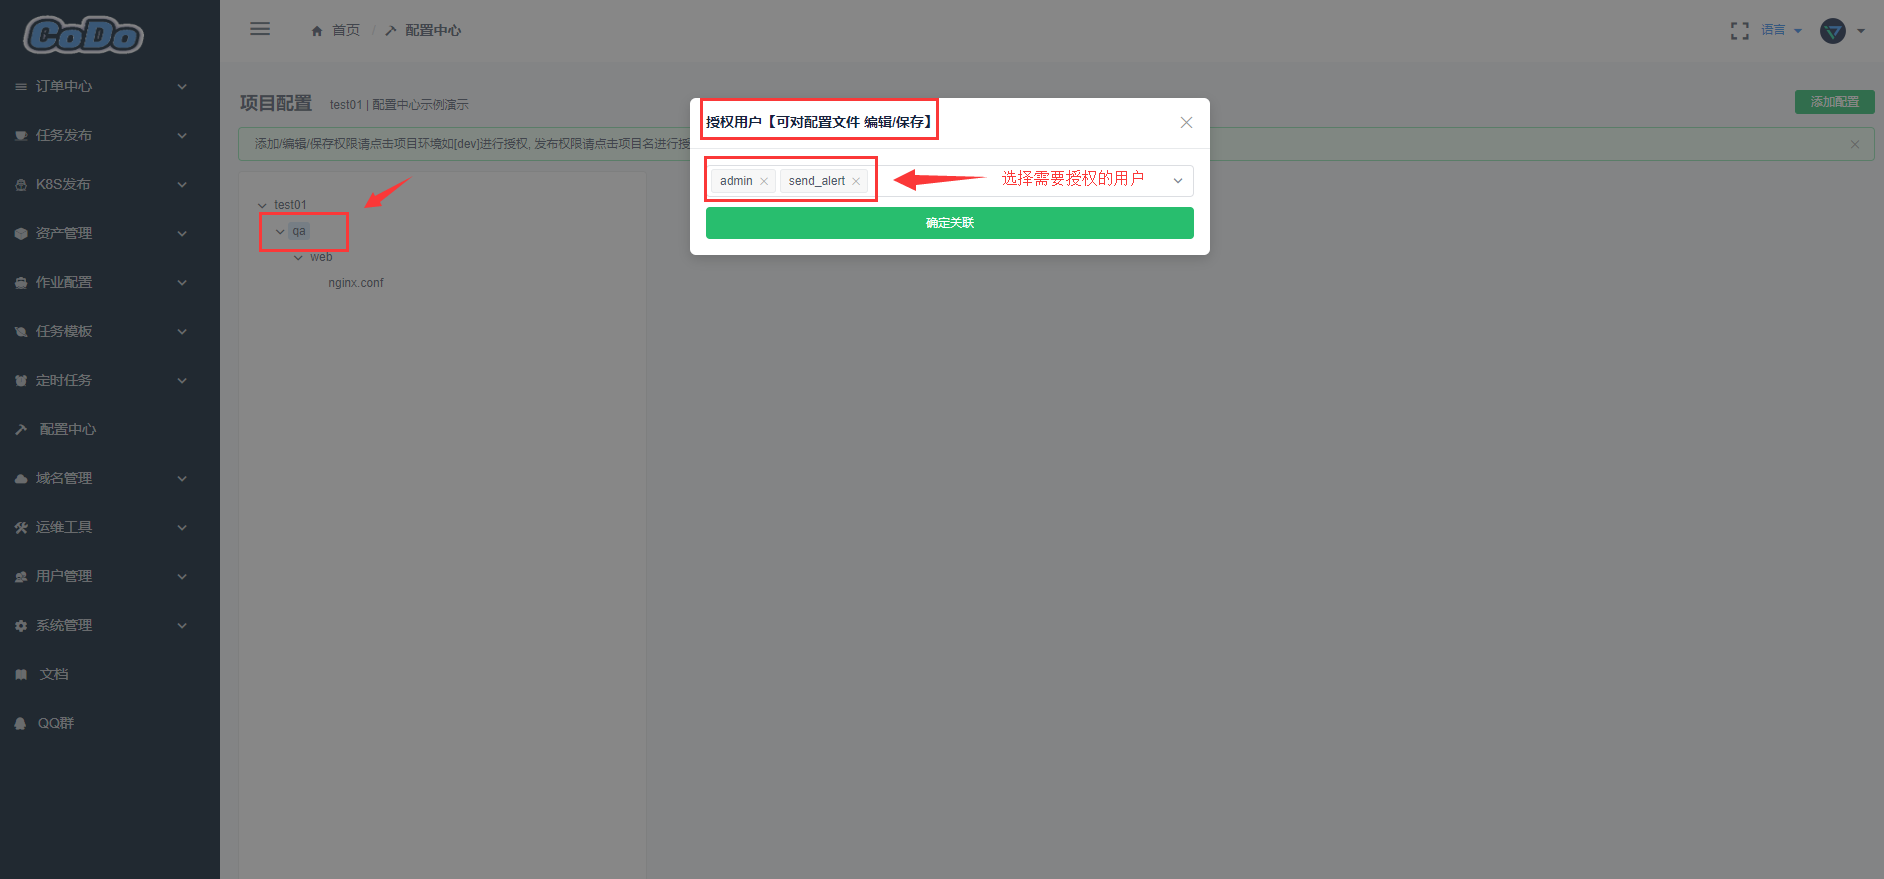 CoDo
订单中心
任务发布
K8S发布
资产管理
作业配置
任务模板
定时任务
配置中心
域名管理
运维工具
用户管理
系统管理
文档
QQ群
首页 / 配置中心
语言
项目配置 test01 | 配置中心示例演示
添加配置
添加/编辑/保存权限请点击项目环境如[dev]进行授权, 发布权限请点击项目名进行授
test01
qa
web
nginx.conf
授权用户【可对配置文件 编辑/保存】
admin send_alert
选择需要授权的用户
确定关联